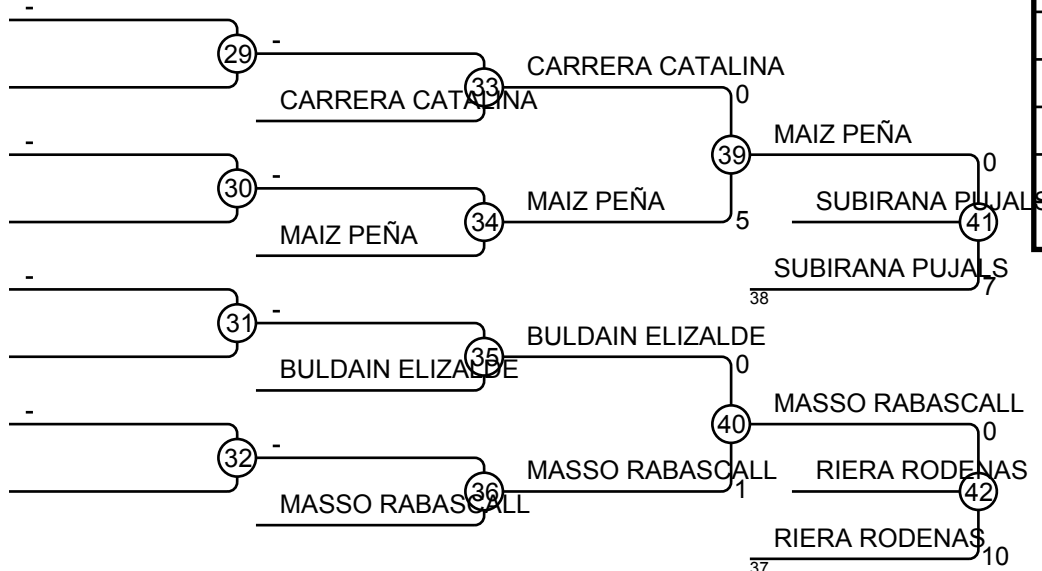 -
29
-
CARRERA CATALINA
33
CARRERA CATALINA
0
-
30
-
MAIZ PEÑA
34
MAIZ PEÑA
5
39
MAIZ PEÑA
0
SUBIRANA PUJALS
41
SUBIRANA PUJALS
7
38
-
31
-
BULDAIN ELIZALDE
35
BULDAIN ELIZALDE
0
-
32
-
MASSO RABASCALL
36
MASSO RABASCALL
1
40
MASSO RABASCALL
0
RIERA RODENAS
42
RIERA RODENAS
10
37